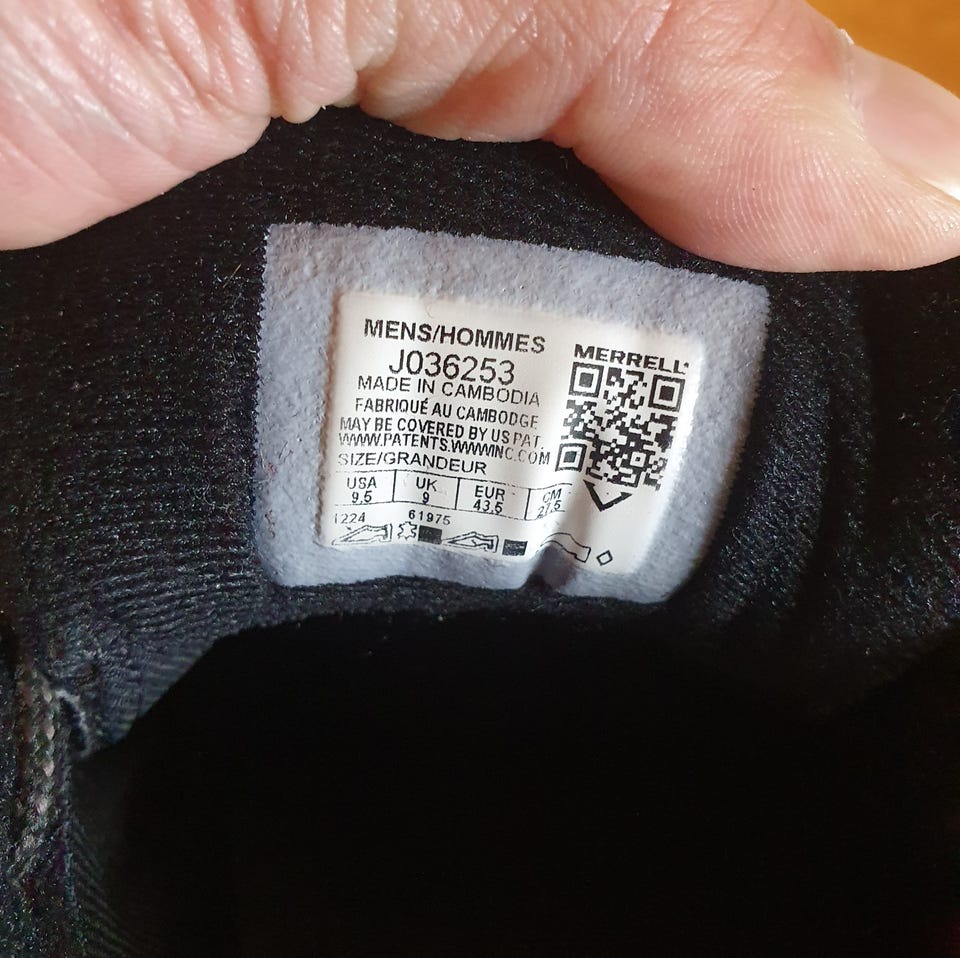 MENS/HOMMES
J036253
MADE IN CAMBODIA
FABRIQUÉ AU CAMBODGE
MAY BE COVERED BY US PAT.
WWW.PATENTS.WWWINC.COM
SIZE/GRANDEUR
USA UK EUR CM
9.5 9 43.5 27.5
1224 61975
MERRELL